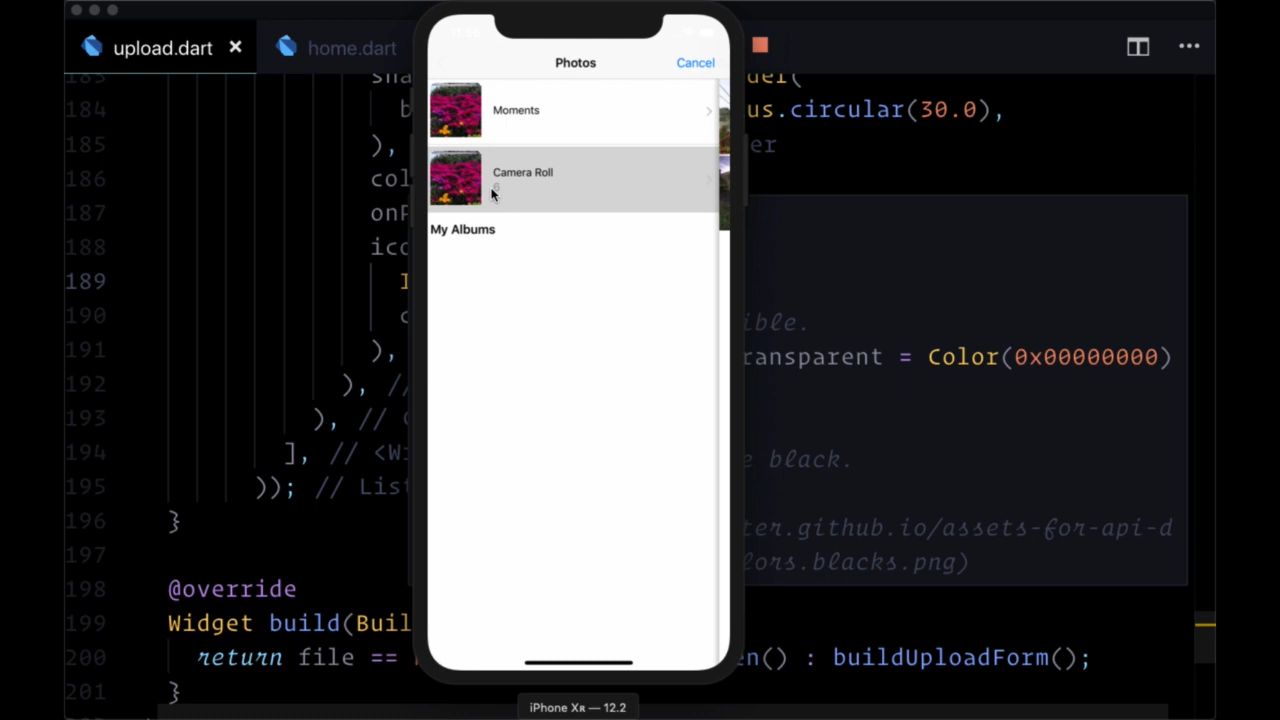 upload.dart ×
home.dart
Photos
Cancel
Moments
Camera Roll
6
My Albums
183
sha
der(
184
b
us.circular(30.0),
185
),
er
186
col
187
onP
188
ico
189
I
190
c
ible.
191
),
ransparent = Color(0x00000000)
192
), //
193
), // C
194
], // <Wi
e black.
195
)); // List
196
}
ter.github.io/assets-for-api-d
197
lors.blacks.png)
198
@override
199
Widget build(Buil
200
return file ==
en() : buildUploadForm();
201
}
iPhone Xʀ — 12.2